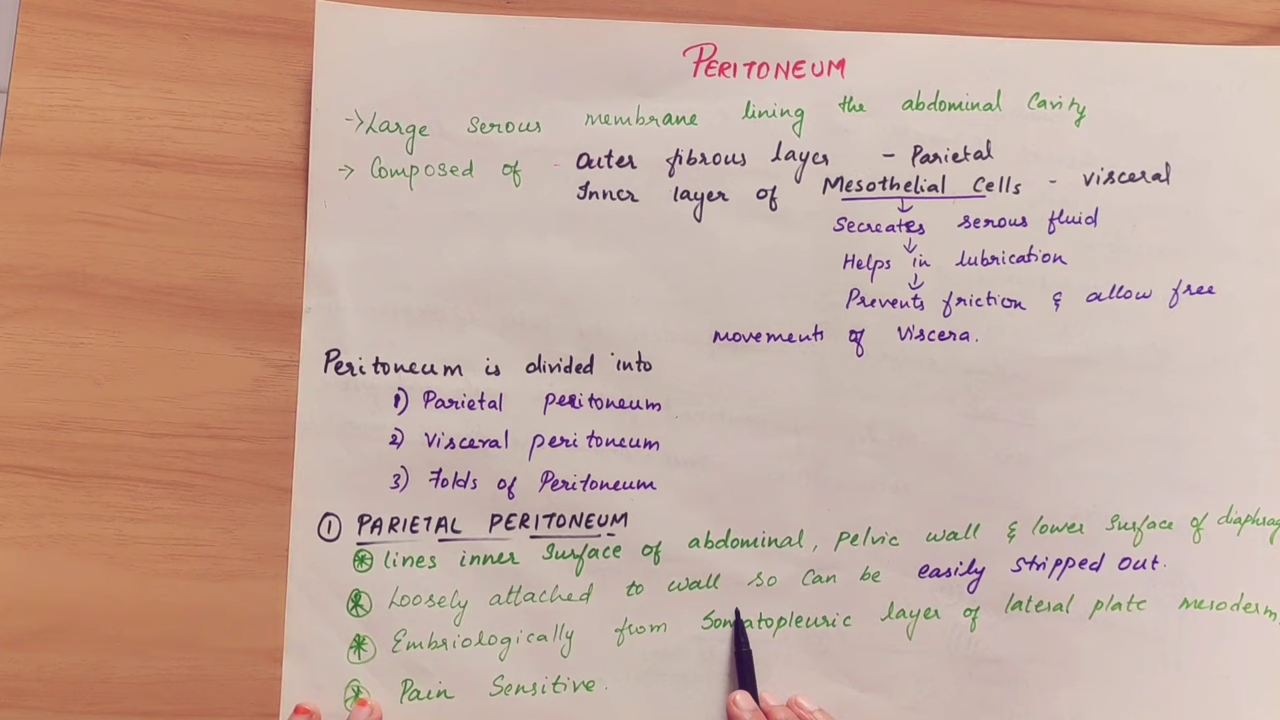 PERITONEUM
→ Large serous membrane lining the abdominal cavity
→ Composed of - Outer fibrous layer - Parietal
Inner layer of Mesothelial Cells - visceral
↓
Secreates serous fluid
↓
Helps in lubrication
↓
Prevents friction & allow free
movements of viscera.
Peritoneum is divided into
1) Parietal peritoneum
2) Visceral peritoneum
3) Folds of Peritoneum
① PARIETAL PERITONEUM
* lines inner surface of abdominal, pelvic wall & lower surface of diaphrag
* Loosely attached to wall so can be easily stripped out.
* Embriologically from Somatopleuric layer of lateral plate mesoderm
* Pain Sensitive.